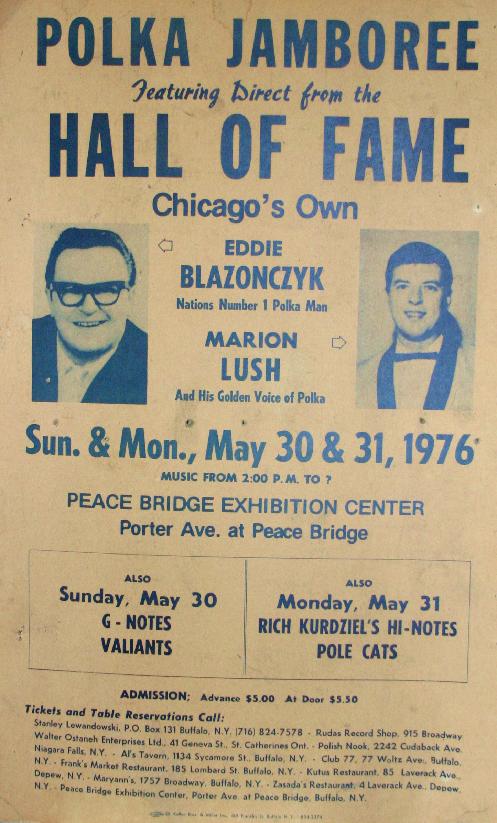 POLKA JAMBOREE
Featuring Direct from the
HALL OF FAME
Chicago's Own
EDDIE
BLAZONCZYK
Nations Number 1 Polka Man
MARION
LUSH
And His Golden Voice of Polka
Sun. & Mon., May 30 & 31, 1976
MUSIC FROM 2:00 P.M. TO ?
PEACE BRIDGE EXHIBITION CENTER
Porter Ave. at Peace Bridge
ALSO
Sunday, May 30
G - NOTES
VALIANTS
ALSO
Monday, May 31
RICH KURDZIEL'S HI-NOTES
POLE CATS
ADMISSION: Advance $5.00 At Door $5.50
Tickets and Table Reservations Call:
Stanley Lewandowski, P.O. Box 131 Buffalo, N.Y. (716) 824-7578 - Rudas Record Shop, 915 Broadway
Walter Ostaneh Enterprises Ltd., 41 Geneva St., St. Catherines Ont. - Polish Nook, 2242 Cudaback Ave.
Niagara Falls, N.Y. - Al's Tavern, 1134 Sycamore St., Buffalo, N.Y. - Club 77, 77 Woltz Ave., Buffalo,
N.Y. - Frank's Market Restaurant, 185 Lombard St. Buffalo, N.Y. - Kutus Restaurant, 85 Laverack Ave.,
Depew, N.Y. - Maryann's, 1757 Broadway, Buffalo, N.Y. - Zasada's Restaurant, 4 Laverack Ave., Depew,
N.Y. - Peace Bridge Exhibition Center, Porter Ave. at Peace Bridge, Buffalo, N.Y.